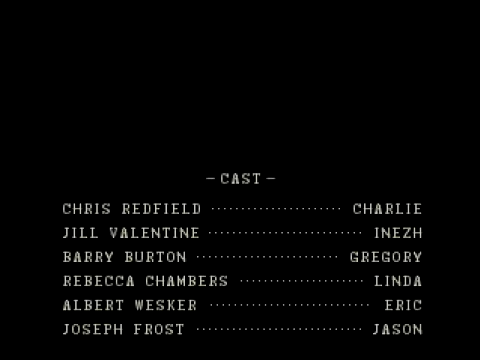 －CAST－
CHRIS REDFIELD ······················ CHARLIE
JILL VALENTINE ·························· INEZH
BARRY BURTON ························ GREGORY
REBECCA CHAMBERS ····················· LINDA
ALBERT WESKER ··························· ERIC
JOSEPH FROST ···························· JASON